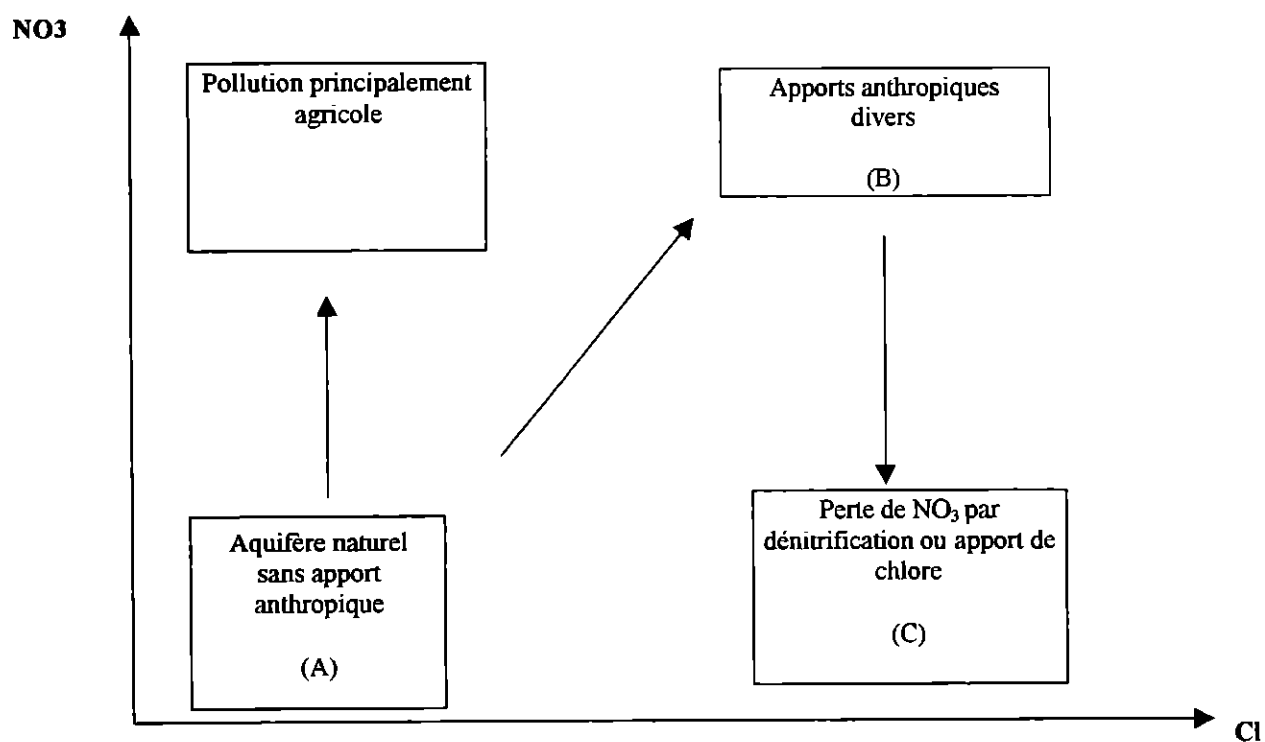 NO3
Pollution principalement
agricole
Apports anthropiques
divers
(B)
Aquifère naturel
sans apport
anthropique
(A)
Perte de NO₃ par
dénitrification ou apport de
chlore
(C)
Cl